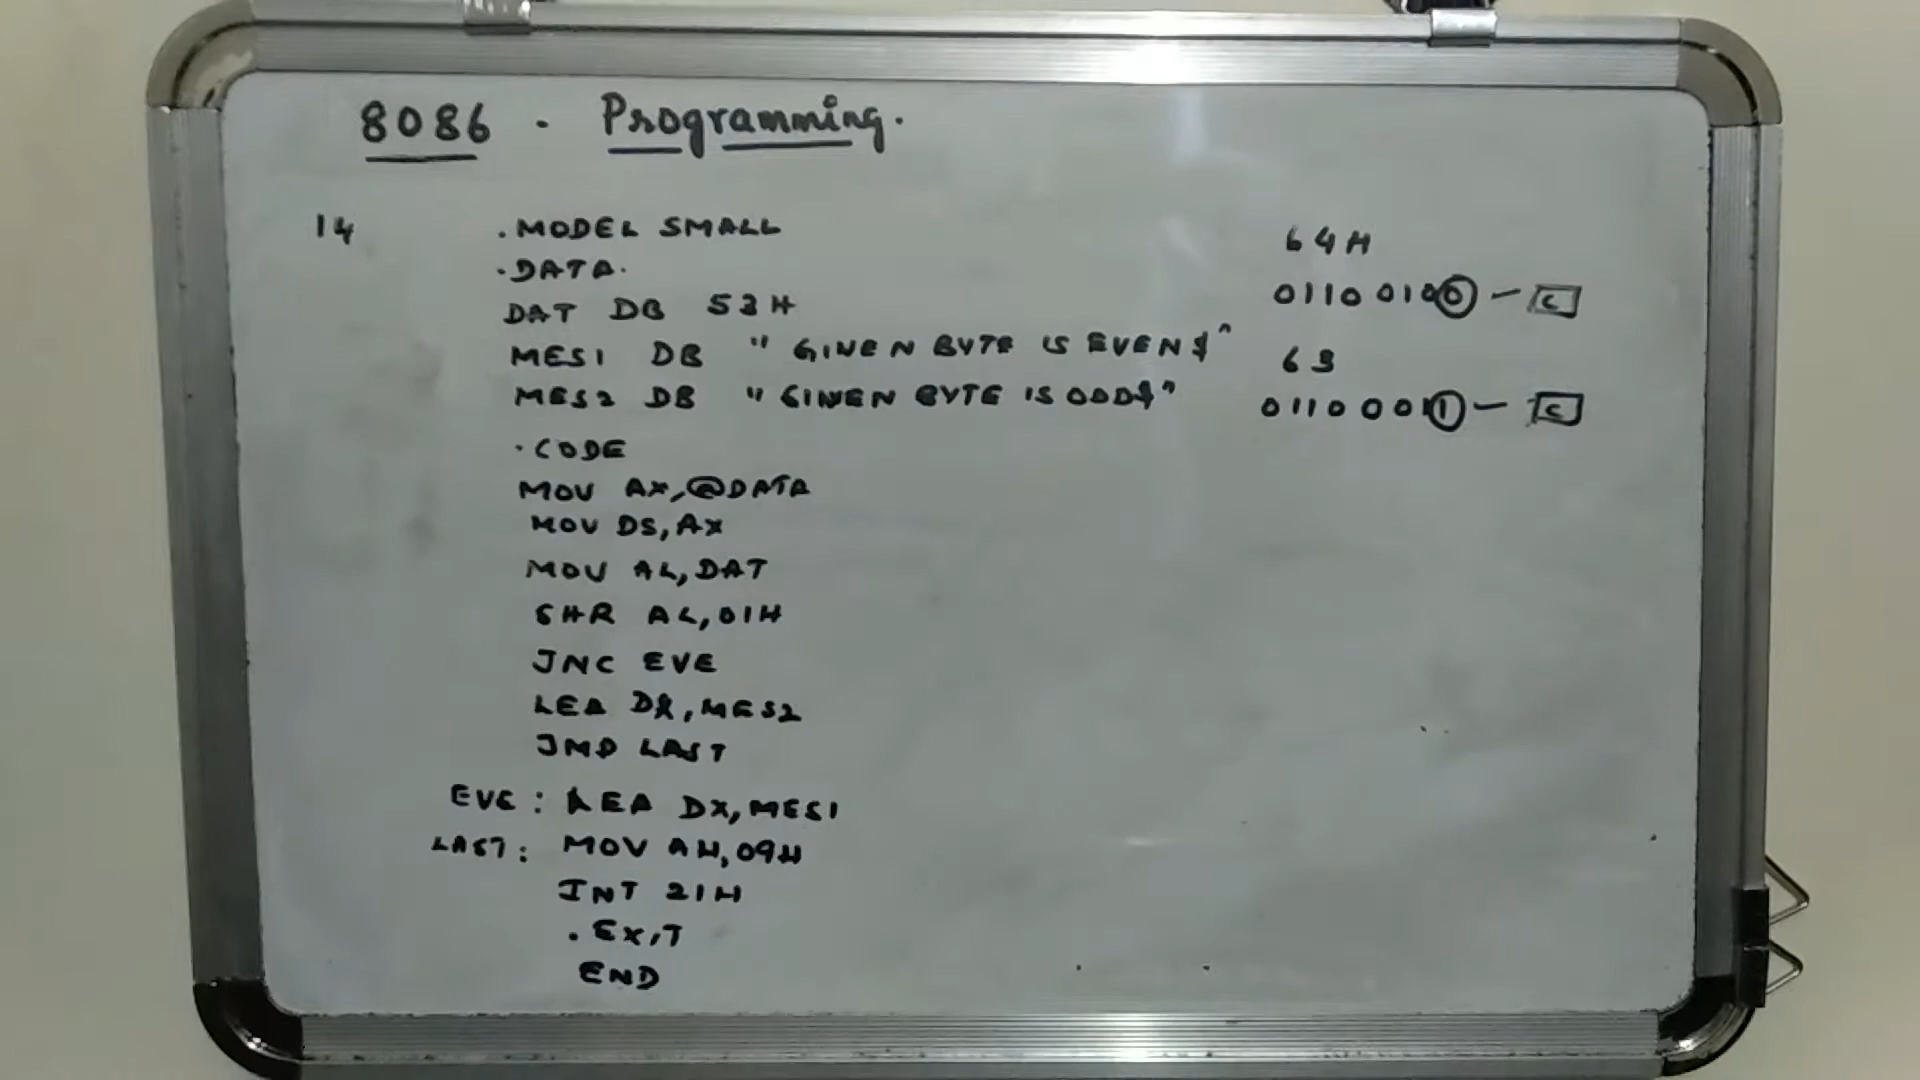 8086 - Programming.
14 .MODEL SMALL
.DATA.
DAT DB 53H
MES1 DB " GIVEN BYTE IS EVEN$"
MES2 DB "GIVEN BYTE IS ODD$"
.CODE
MOV AX,@DATA
MOV DS,AX
MOV AL,DAT
SHR AL,01H
JNC EVE
LEA DX,MES2
JMP LAST
EVE: LEA DX,MES1
LAST: MOV AH,09H
INT 21H
.EXIT
END
64H
01100100 - C
63
01100011 - C